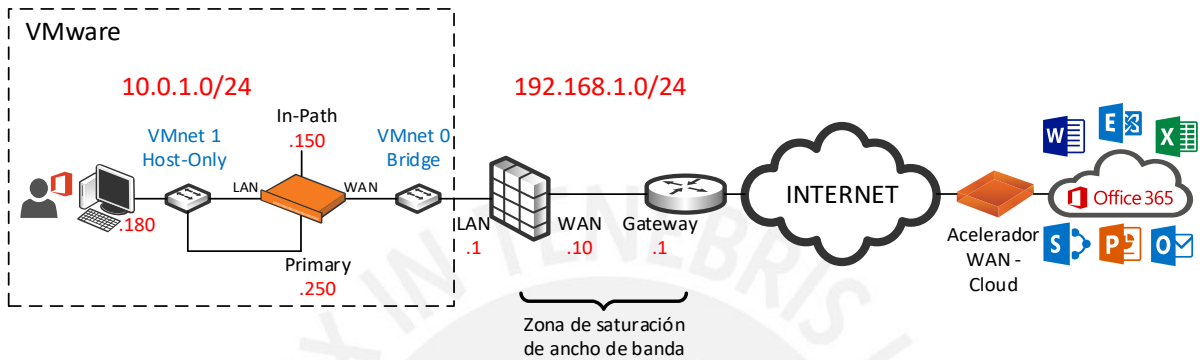 VMware
10.0.1.0/24
192.168.1.0/24
In-Path
.150
VMnet 1
Host-Only
VMnet 0
Bridge
LAN
WAN
.180
Primary
.250
LAN
.1
WAN
.10
Gateway
.1
INTERNET
W
E
X
Office 365
S
P
O
Acelerador
WAN -
Cloud
Zona de saturación
de ancho de banda
X IN TENEBRIS